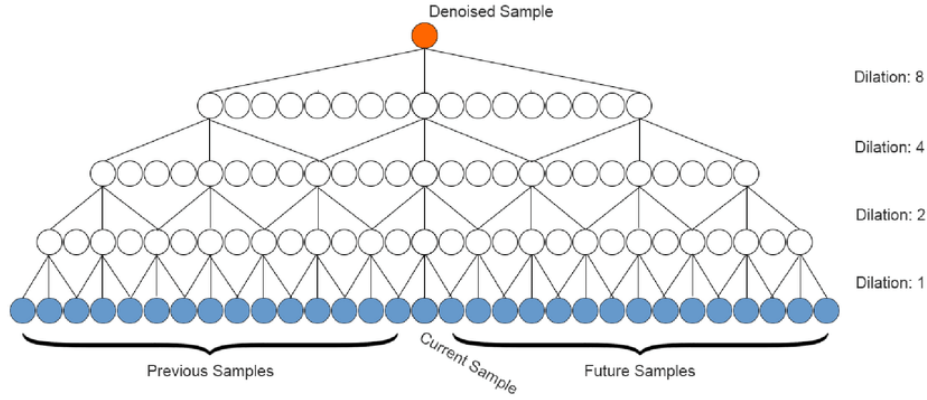 Denoised Sample
Dilation: 8
Dilation: 4
Dilation: 2
Dilation: 1
Previous Samples
Current Sample
Future Samples